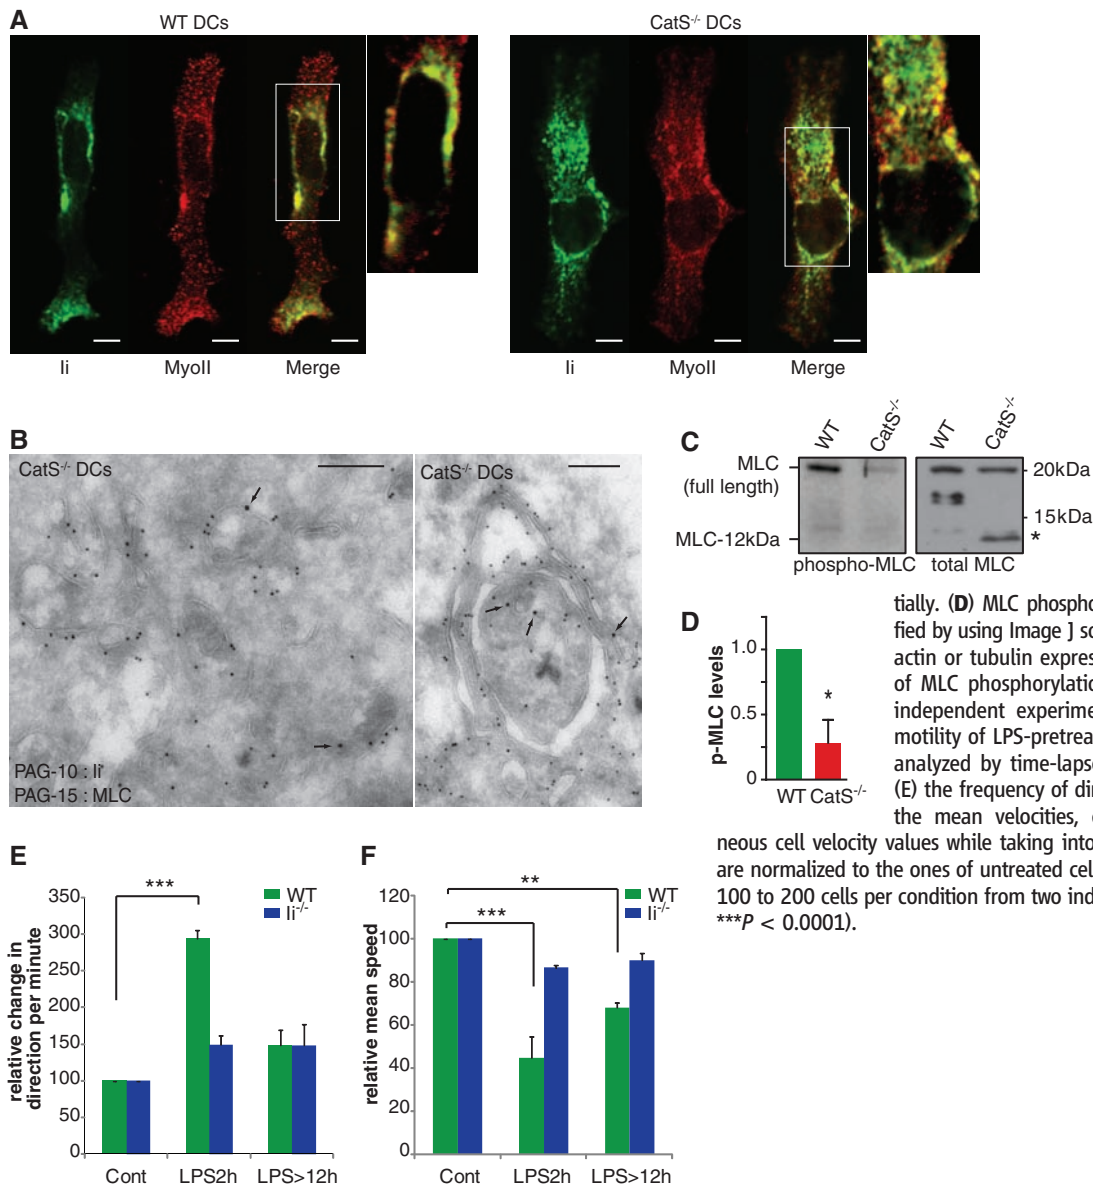 A
WT DCs
CatS-/- DCs
Ii
MyoII
Merge
Ii
MyoII
Merge
B
CatS-/- DCs
PAG-10 : Ii
PAG-15 : MLC
CatS-/- DCs
C
WT
CatS-/-
WT
CatS-/-
MLC
(full length)
MLC-12kDa
20kDa
15kDa
*
phospho-MLC
total MLC
D
p-MLC levels
1.0
0.5
0
*
WT
CatS-/-
tially. (D) MLC phospho
fied by using Image J so
actin or tubulin expres
of MLC phosphorylatio
independent experime
motility of LPS-pretrea
analyzed by time-lapse
(E) the frequency of dir
the mean velocities,
neous cell velocity values while taking into
are normalized to the ones of untreated cel
100 to 200 cells per condition from two ind
***P < 0.0001).
E
relative change in
direction per minute
350
300
250
200
150
100
50
0
***
WT
Ii-/-
Cont
LPS2h
LPS>12h
F
relative mean speed
120
100
80
60
40
20
0
**
***
WT
Ii-/-
Cont
LPS2h
LPS>12h